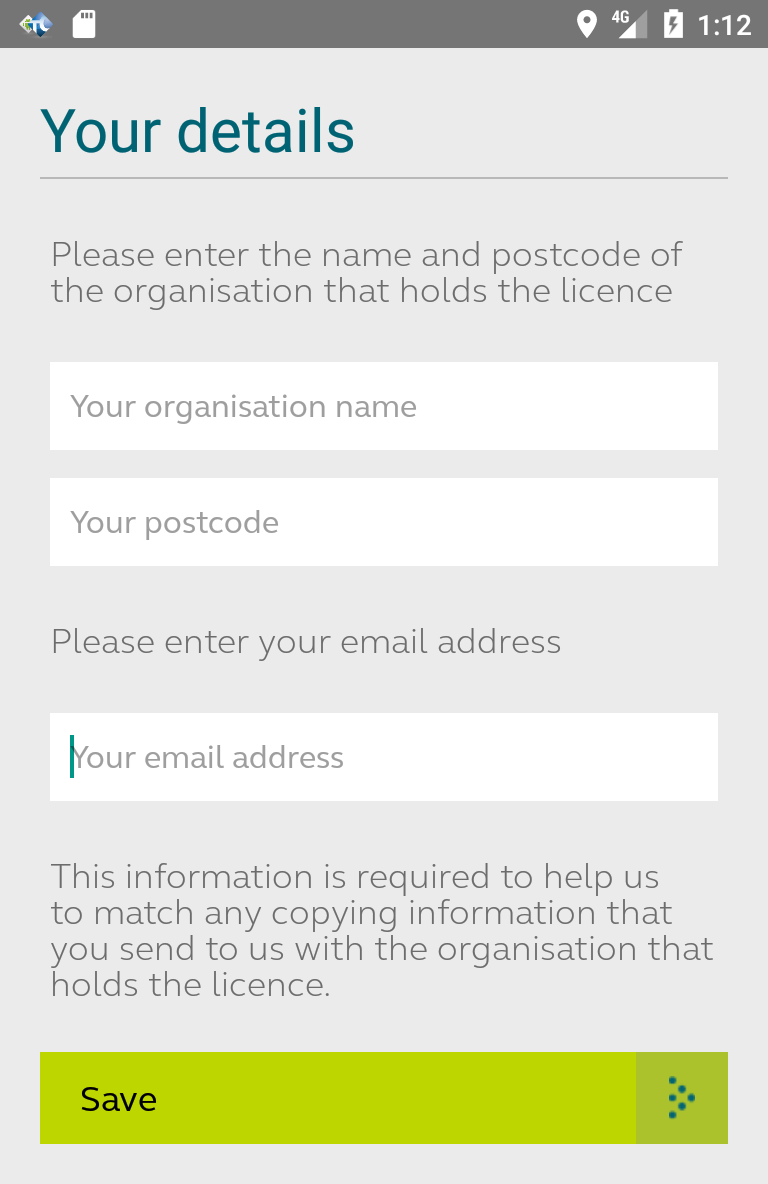 4G 1:12
Your details
Please enter the name and postcode of
the organisation that holds the licence
Your organisation name
Your postcode
Please enter your email address
Your email address
This information is required to help us
to match any copying information that
you send to us with the organisation that
holds the licence.
Save